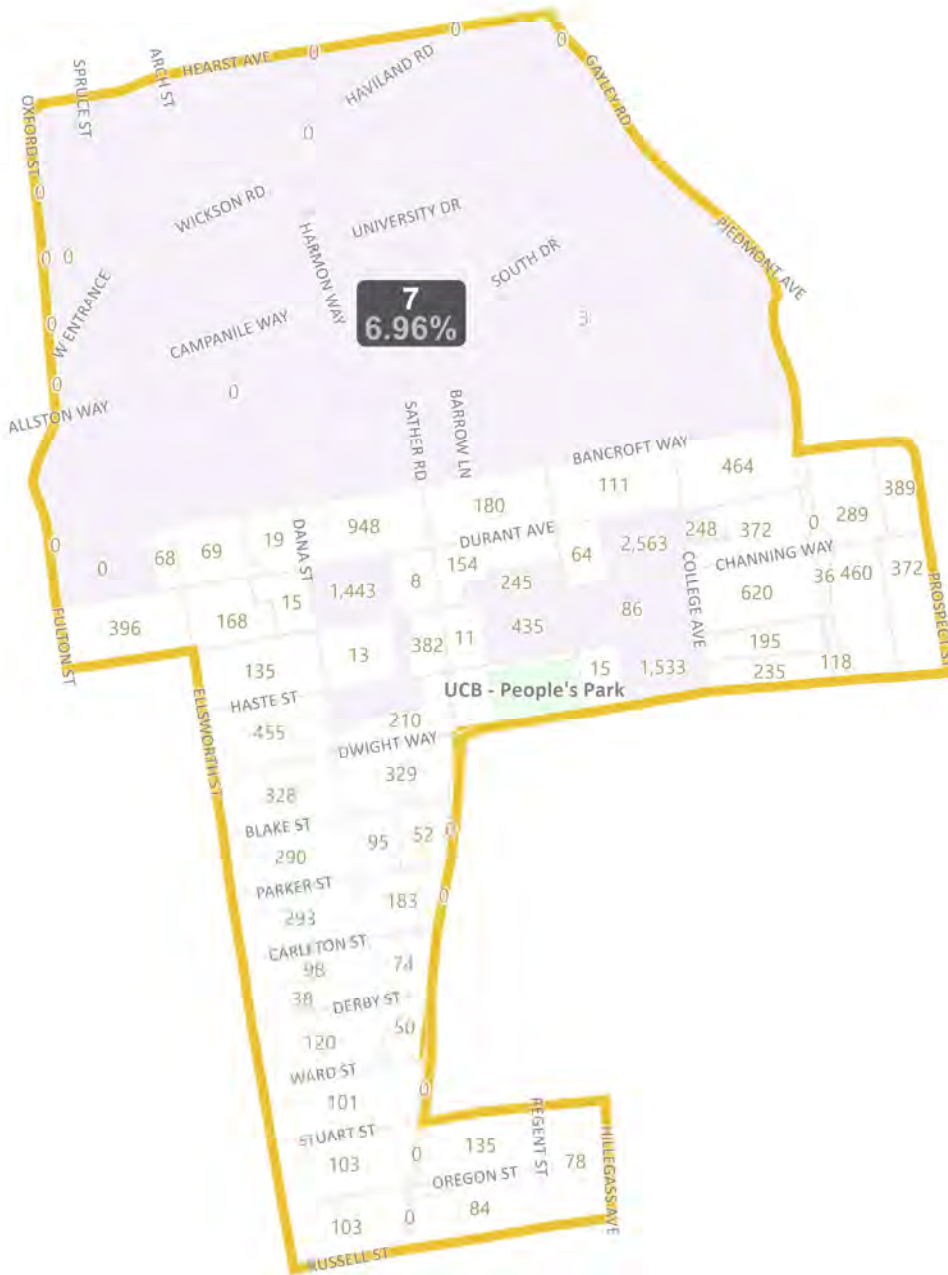 0
0
0
HEARST AVE
ARCH ST
SPRUCE ST
HAVILAND RD
GAYLEY RD
OXFORD ST
0
0
WICKSON RD
UNIVERSITY DR
HARMON WAY
SOUTH DR
PIEDMONT AVE
0 0
W ENTRANCE
7
6.96%
CAMPANILE WAY
0
3
0
0
ALLSTON WAY
SATHER RD
BARROW LN
BANCROFT WAY
464
111
180
389
948
DURANT AVE
289
0
372
248
2,563
19
DANA ST
69
68
0
0
64
154
CHANNING WAY
COLLEGE AVE
PROSPECT S
372
460
36
620
8
245
1,443
15
86
168
396
FULTON ST
435
11
382
13
195
135
118
235
1,533
15
UCB - People's Park
ELLSWORTH ST
HASTE ST
455
210
DWIGHT WAY
329
328
BLAKE ST
95
52
0
290
PARKER ST
183
0
293
CARLETON ST
98
74
38
DERBY ST
50
120
WARD ST
0
101
STUART ST
103
0
135
REGENT ST
78
HILLEGASS AVE
OREGON ST
84
0
103
RUSSELL ST